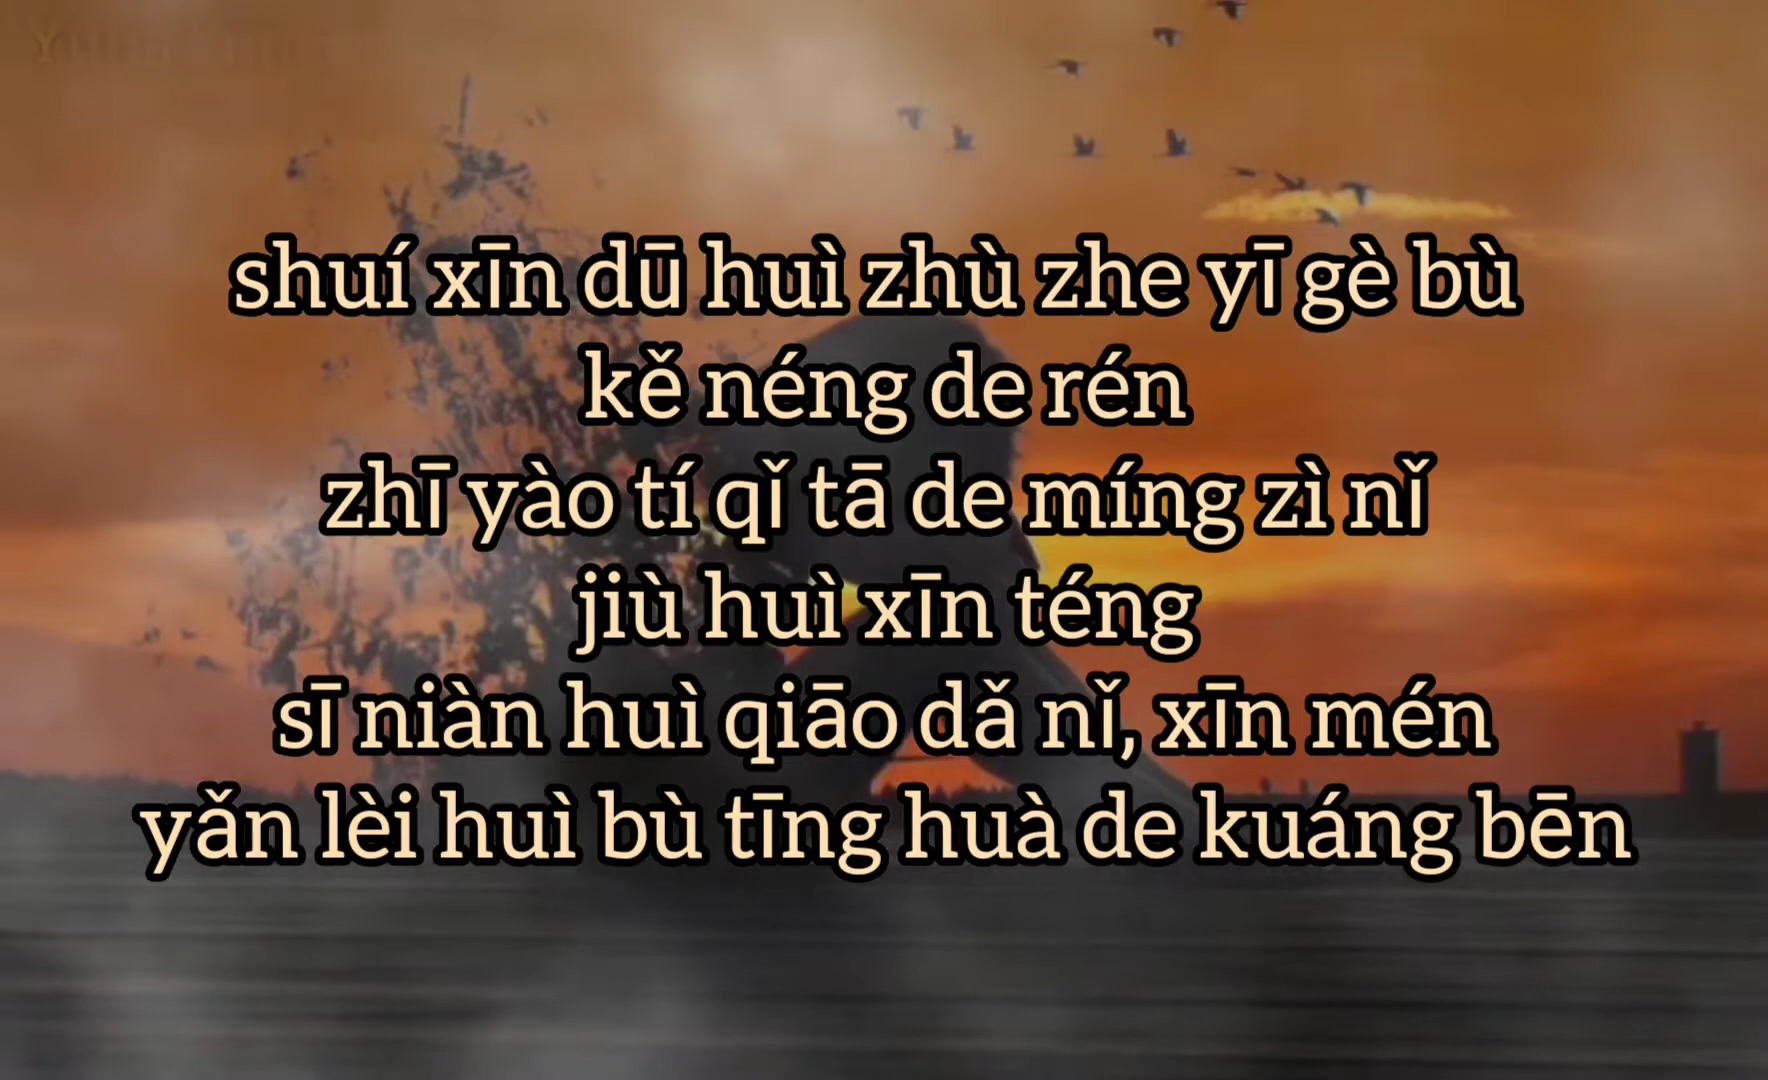 shuí xīn dū huì zhù zhe yī gè bù
kě néng de rén
zhī yào tí qǐ tā de míng zì nǐ
jiù huì xīn téng
sī niàn huì qiāo dǎ nǐ, xīn mén
yǎn lèi huì bù tīng huà de kuáng bēn